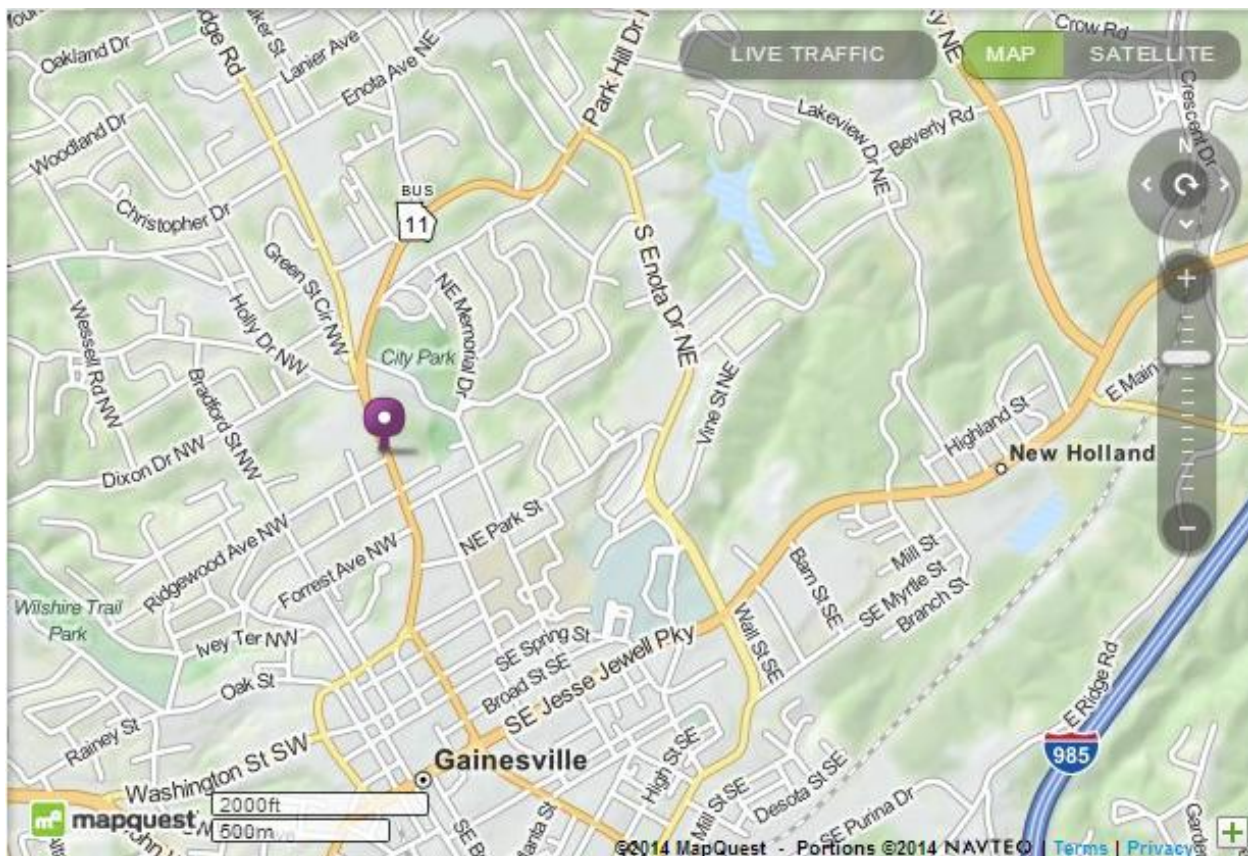 Oakland Dr
Lanier Ave
Enota Ave NE
Park Hill Dr
LIVE TRAFFIC
MAP
SATELLITE
Crow Rd
Crescent Dr
Woodland Dr
Lakeview Dr NE
Beverly Rd
N
Christopher Dr
BUS
11
S Enota Dr NE
Green St Cir NW
NE Memorial Dr
Holly Dr NW
Wessell Rd NW
City Park
Bradford St NW
Vine St NE
E Main
Highland St
New Holland
Dixon Dr NW
NE Park St
Ridgewood Ave NW
Forrest Ave NW
Barn St SE
Mill St
SE Myrtle St
Branch St
Wilshire Trail
Park
Ivey Ter NW
SE Spring St
Wall St SE
Broad St SE
SE Jesse Jewell Pky
Oak St
E Ridge Rd
Rainey St
Washington St SW
Gainesville
High St SE
985
Desota St SE
Mill St SE
SE Purina Dr
mapquest
2000ft
500m
©2014 MapQuest - Portions ©2014 NAVTEQ | Terms | Privacy